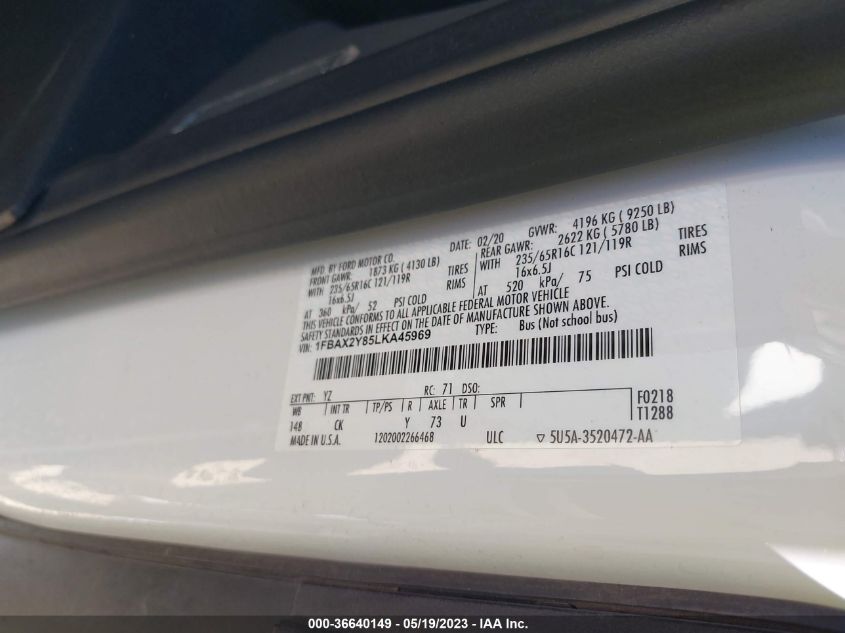 MFD. BY FORD MOTOR CO.
DATE: 02/20 GVWR: 4196 KG ( 9250 LB)
FRONT GAWR: 1873 KG ( 4130 LB)
REAR GAWR: 2622 KG ( 5780 LB)
WITH 235/65R16C 121/119R TIRES
WITH 235/65R16C 121/119R TIRES
16x6.5J RIMS
16x6.5J RIMS
AT 360 kPa/ 52 PSI COLD
AT 520 kPa/ 75 PSI COLD
THIS VEHICLE CONFORMS TO ALL APPLICABLE FEDERAL MOTOR VEHICLE
SAFETY STANDARDS IN EFFECT ON THE DATE OF MANUFACTURE SHOWN ABOVE.
VIN: 1FBAX2Y85LKA45969 TYPE: Bus (Not school bus)
EXT PNT: YZ RC: 71 DSO:
WB INT TR TP/PS R AXLE TR SPR
F0218
148 CK Y 73 U
T1288
MADE IN U.S.A. 1202002266468 ULC ▽ 5U5A-3520472-AA
000-36640149 — 05/19/2023 — IAA Inc.